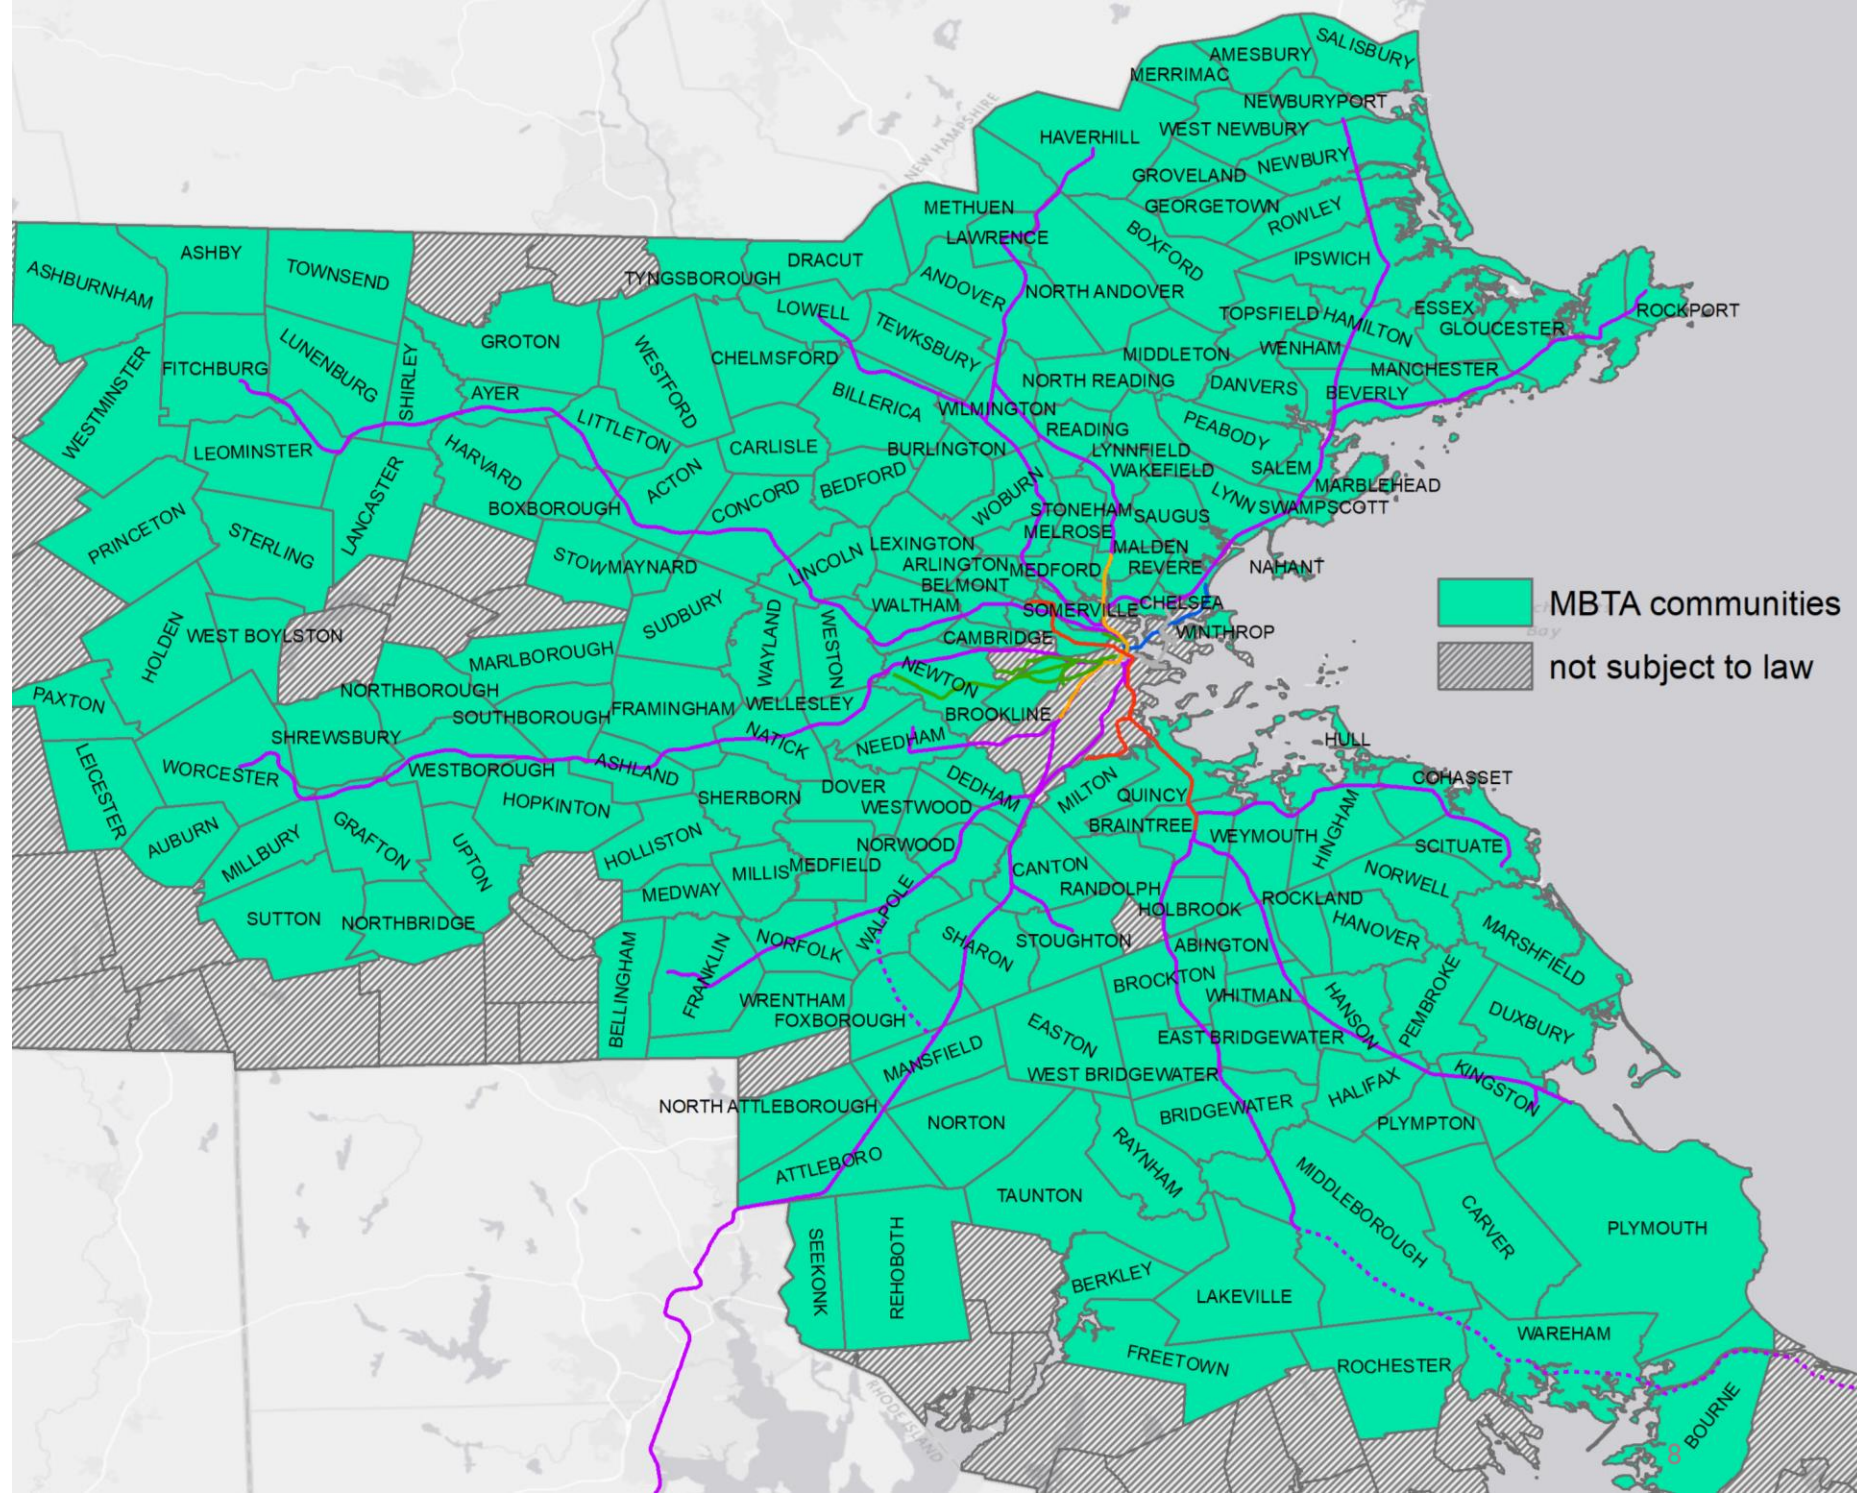 SALISBURY
AMESBURY
MERRIMAC
NEWBURYPORT
WEST NEWBURY
HAVERHILL
NEWBURY
GROVELAND
NEW HAMPSHIRE
GEORGETOWN
ROWLEY
METHUEN
LAWRENCE
BOXFORD
IPSWICH
ASHBY
TOWNSEND
ASHBURNHAM
DRACUT
TYNGSBOROUGH
ANDOVER
NORTH ANDOVER
LOWELL
TEWKSBURY
TOPSFIELD
HAMILTON
ESSEX
GLOUCESTER
ROCKPORT
GROTON
WESTFORD
CHELMSFORD
MIDDLETON
WENHAM
MANCHESTER
FITCHBURG
LUNENBURG
SHIRLEY
WESTMINSTER
AYER
NORTH READING
DANVERS
BEVERLY
BILLERICA
WILMINGTON
LITTLETON
READING
PEABODY
LEOMINSTER
HARVARD
CARLISLE
BURLINGTON
LYNNFIELD
WAKEFIELD
SALEM
MARBLEHEAD
LANCASTER
ACTON
BEDFORD
CONCORD
BOXBOROUGH
WOBURN
STONEHAM
SAUGUS
LYNN
SWAMPSCOTT
PRINCETON
STERLING
MELROSE
LEXINGTON
MALDEN
STOW
MAYNARD
LINCOLN
ARLINGTON
MEDFORD
REVERE
NAHANT
BELMONT
WALTHAM
SOMERVILLE
CHELSEA
MBTA communities
Bay
SUDBURY
WAYLAND
WESTON
CAMBRIDGE
WINTHROP
HOLDEN
WEST BOYLSTON
MARLBOROUGH
not subject to law
NEWTON
PAXTON
NORTHBOROUGH
SOUTHBOROUGH
FRAMINGHAM
WELLESLEY
BROOKLINE
SHREWSBURY
NATICK
NEEDHAM
HULL
LEICESTER
WORCESTER
WESTBOROUGH
ASHLAND
COHASSET
DEDHAM
MILTON
HOPKINTON
SHERBORN
DOVER
WESTWOOD
QUINCY
BRAINTREE
WEYMOUTH
HINGHAM
AUBURN
MILLBURY
GRAFTON
UPTON
HOLLISTON
NORWOOD
SCITUATE
MILLIS
MEDFIELD
CANTON
RANDOLPH
NORWELL
MEDWAY
ROCKLAND
HOLBROOK
SUTTON
NORTHBRIDGE
WALPOLE
HANOVER
MARSHFIELD
NORFOLK
SHARON
STOUGHTON
ABINGTON
BELLINGHAM
FRANKLIN
BROCKTON
WHITMAN
WRENTHAM
FOXBOROUGH
HANSON
PEMBROKE
DUXBURY
EASTON
EAST BRIDGEWATER
MANSFIELD
WEST BRIDGEWATER
HALIFAX
KINGSTON
NORTH ATTLEBOROUGH
NORTON
BRIDGEWATER
PLYMPTON
RAYNHAM
ATTLEBORO
MIDDLEBOROUGH
TAUNTON
CARVER
PLYMOUTH
SEEKONK
REHOBOTH
BERKLEY
LAKEVILLE
WAREHAM
FREETOWN
ROCHESTER
RHODE ISLAND
BOURNE
8